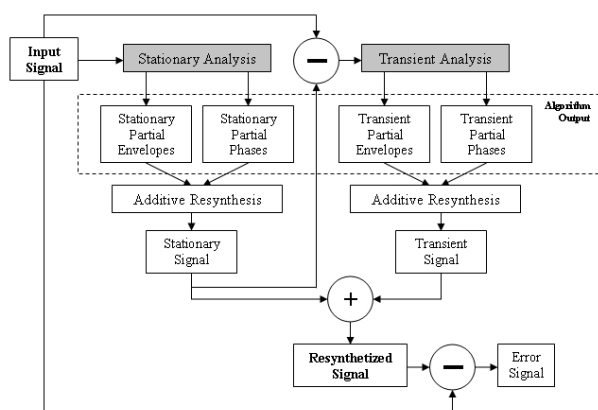 Input
Signal
Stationary Analysis
−
Transient Analysis
Algorithm
Output
Stationary
Partial
Envelopes
Stationary
Partial
Phases
Transient
Partial
Envelopes
Transient
Partial
Phases
Additive Resynthesis
Additive Resynthesis
Stationary
Signal
Transient
Signal
+
Resynthetized
Signal
−
Error
Signal